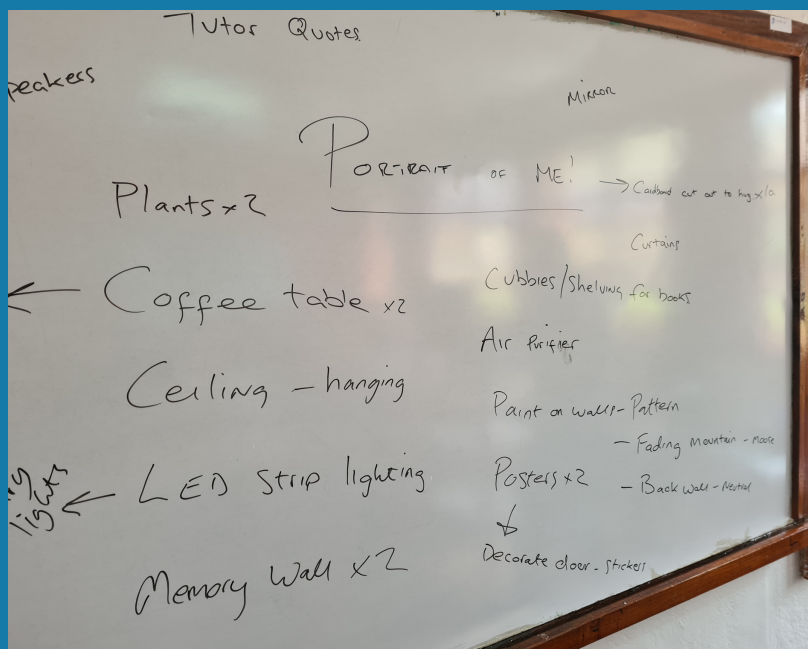 Tutor Quotes
peakers
Mirror
PORTRAIT OF ME!
→ Cardboard cut out to hug x10
Plants x2
Curtains
Cubbies/Shelving for books
← Coffee table x2
Air Purifier
Ceiling - hanging
Paint on walls - Pattern
- Fading mountain -
lights ← LED Strip lighting
Posters x2
- Back wall - Neutral
↓
Decorate door - Stickers
Memory Wall x2